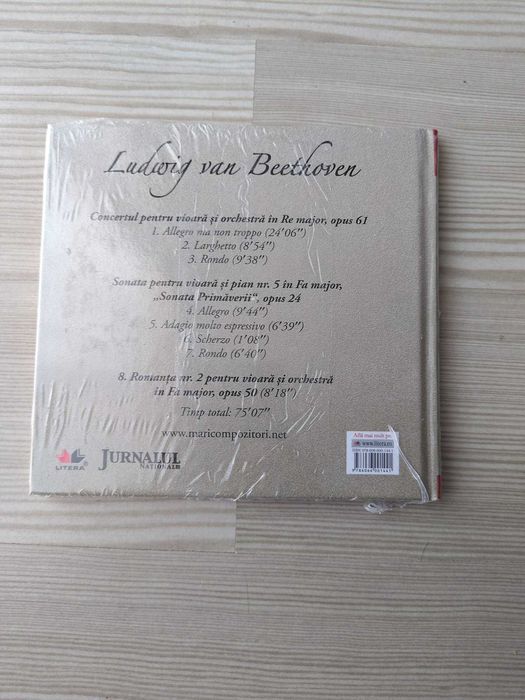 Ludwig van Beethoven
Concertul pentru vioară și orchestră în Re major, opus 61
1. Allegro ma non troppo (24'06")
2. Larghetto (8'54")
3. Rondo (9'38")
Sonata pentru vioară și pian nr. 5 în Fa major,
„Sonata Primăverii", opus 24
4. Allegro (9'44")
5. Adagio molto espressivo (6'39")
6. Scherzo (1'08")
7. Rondo (6'40")
8. Romanța nr. 2 pentru vioară și orchestră
în Fa major, opus 50 (8'18")
Timp total: 75'07"
www.maricompozitori.net
LITERA
JURNALUL
NAȚIONAL
Află mai mult pe:
www.litera.ro